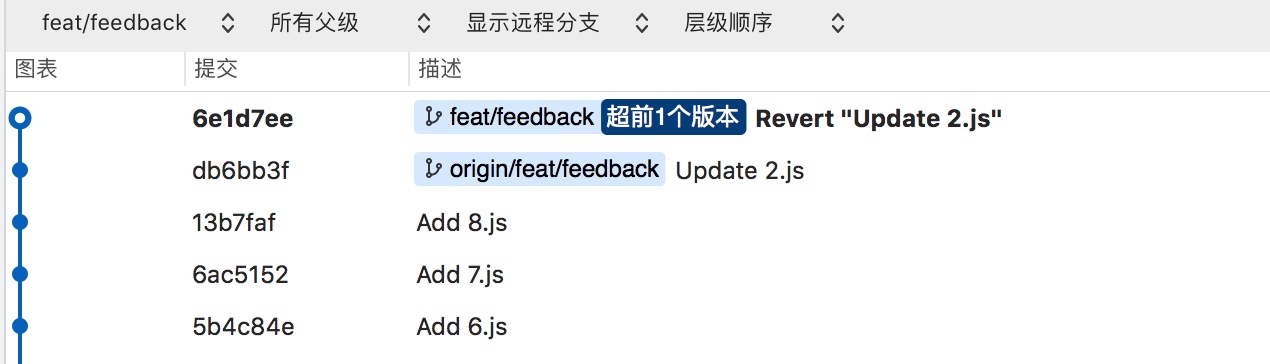 feat/feedback 所有父级 显示远程分支 层级顺序
图表 提交 描述
6e1d7ee feat/feedback 超前1个版本 Revert "Update 2.js"
db6bb3f origin/feat/feedback Update 2.js
13b7faf Add 8.js
6ac5152 Add 7.js
5b4c84e Add 6.js